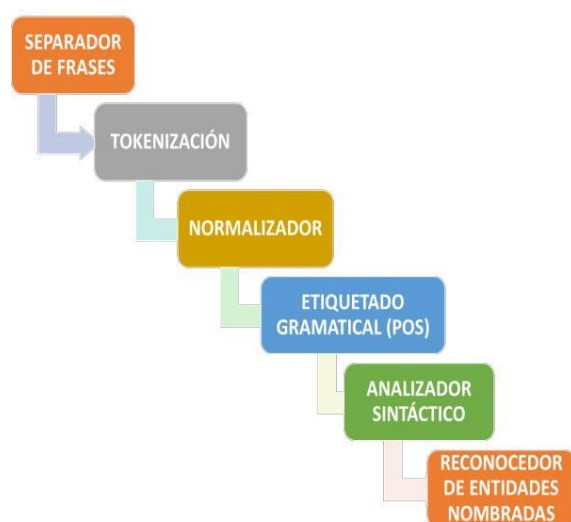 SEPARADOR
DE FRASES
TOKENIZACIÓN
NORMALIZADOR
ETIQUETADO
GRAMATICAL (POS)
ANALIZADOR
SINTÁCTICO
RECONOCEDOR
DE ENTIDADES
NOMBRADAS